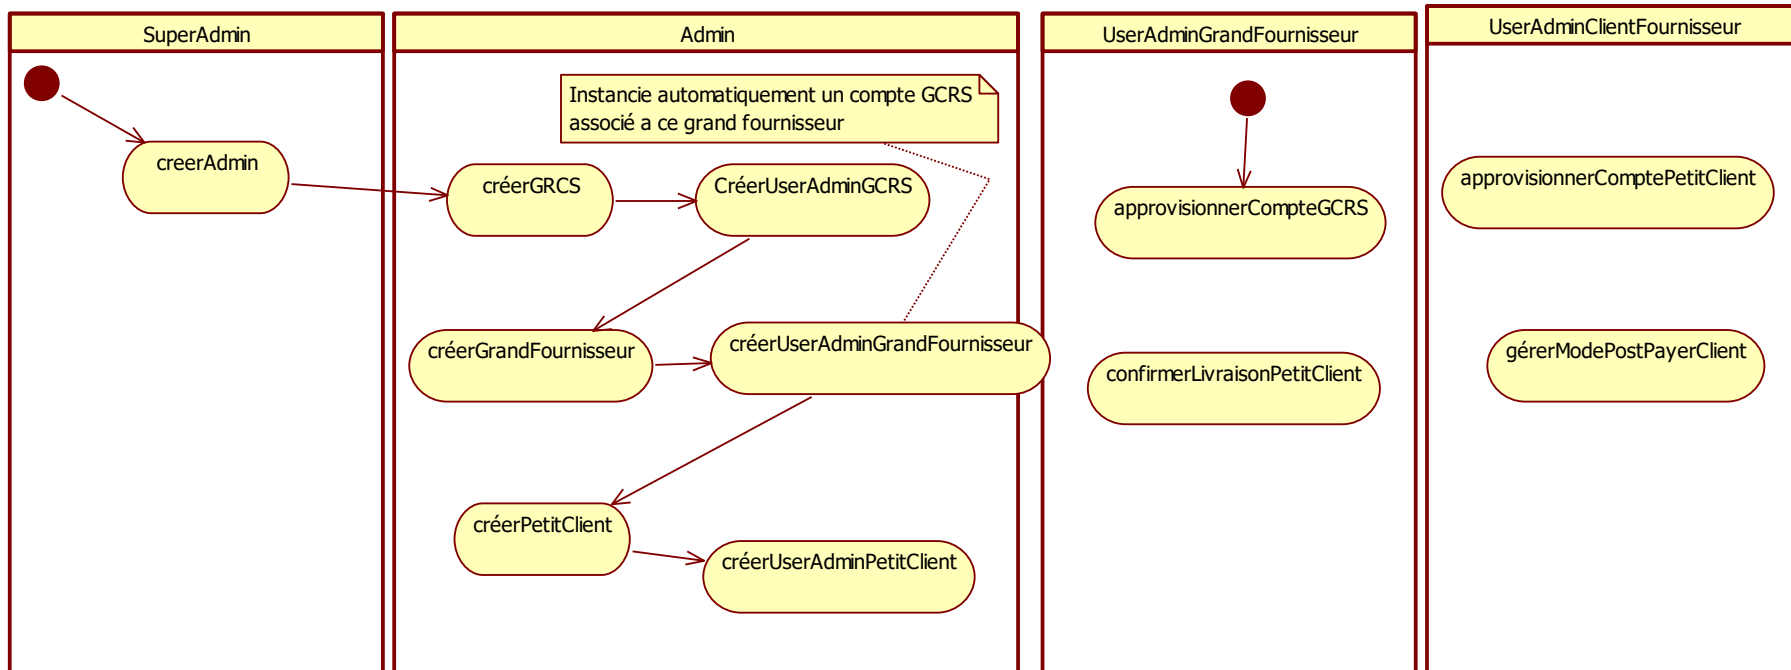 SuperAdmin
Admin
UserAdminGrandFournisseur
UserAdminClientFournisseur
Instancie automatiquement un compte GCRS
associé a ce grand fournisseur
creerAdmin
créerGRCS
CréerUserAdminGCRS
approvisionnerCompteGCRS
approvisionnerComptePetitClient
créerGrandFournisseur
créerUserAdminGrandFournisseur
confirmerLivraisonPetitClient
gérerModePostPayerClient
créerPetitClient
créerUserAdminPetitClient